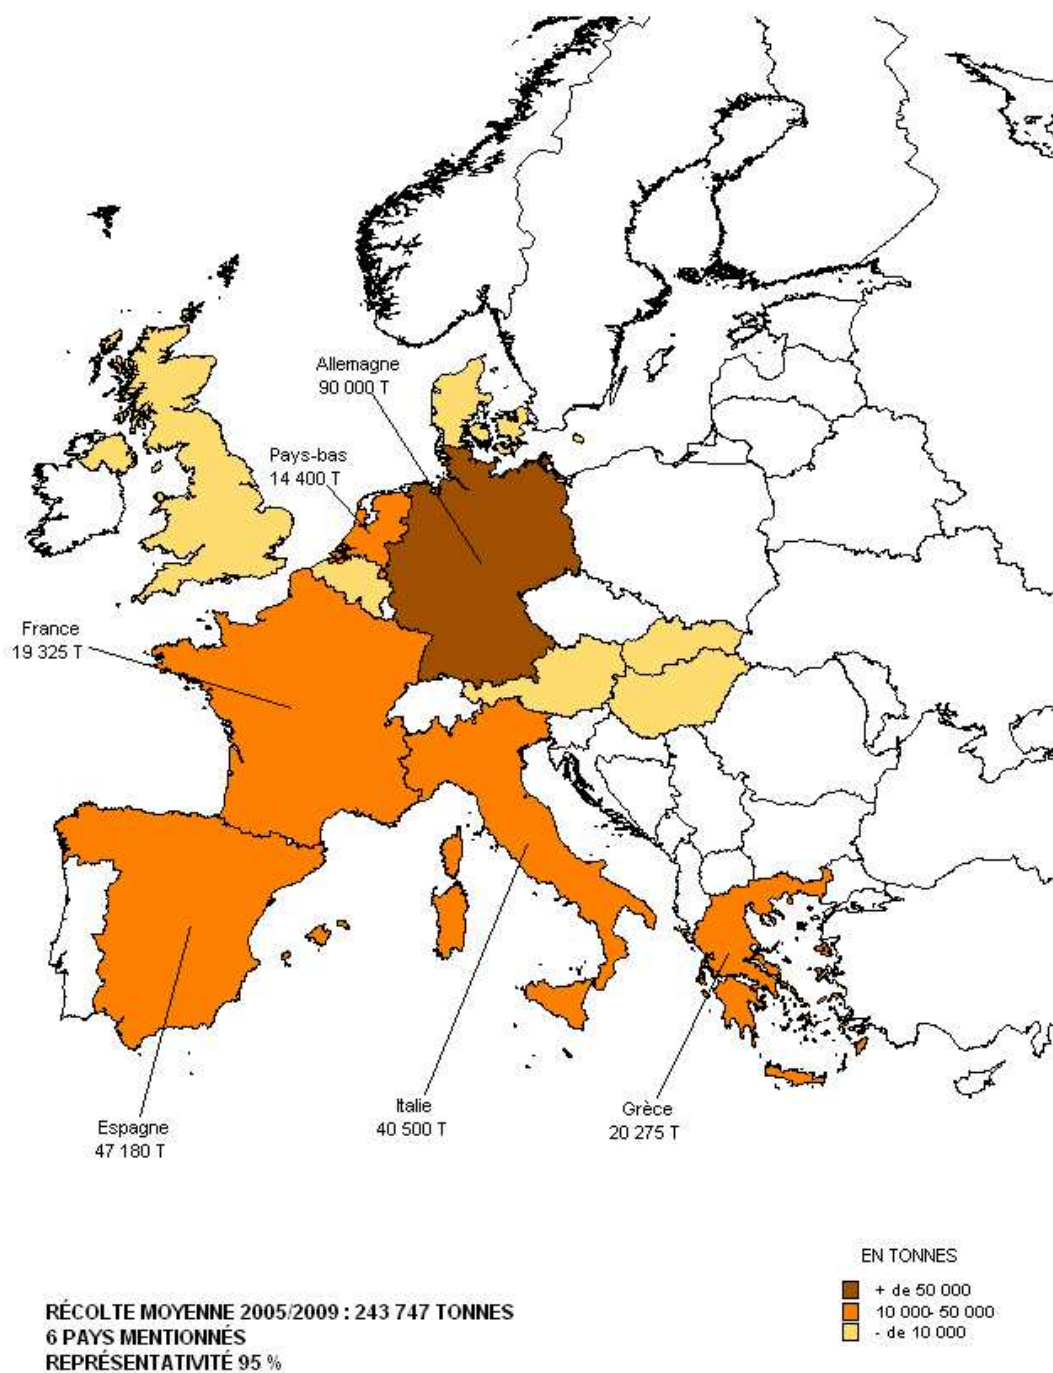 Allemagne
90 000 T
Pays-bas
14 400 T
France
19 325 T
Italie
40 500 T
Grèce
20 275 T
Espagne
47 180 T
EN TONNES
+ de 50 000
10 000- 50 000
- de 10 000
RÉCOLTE MOYENNE 2005/2009 : 243 747 TONNES
6 PAYS MENTIONNÉS
REPRÉSENTATIVITÉ 95 %